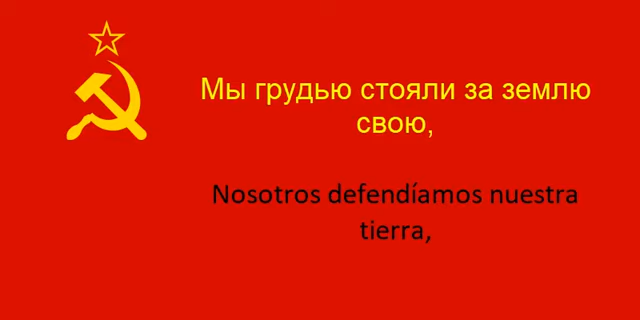 Мы грудью стояли за землю
свою,
Nosotros defendíamos nuestra
tierra,